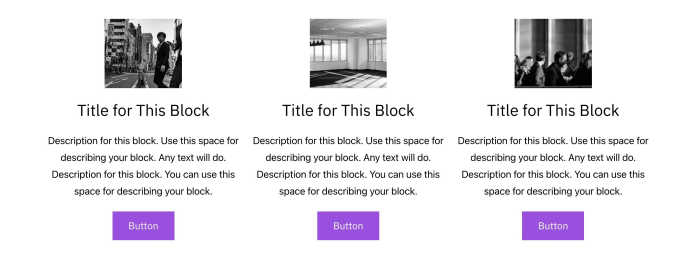 Title for This Block
Description for this block. Use this space for
describing your block. Any text will do.
Description for this block. You can use this
space for describing your block.
Button
Title for This Block
Description for this block. Use this space for
describing your block. Any text will do.
Description for this block. You can use this
space for describing your block.
Button
Title for This Block
Description for this block. Use this space for
describing your block. Any text will do.
Description for this block. You can use this
space for describing your block.
Button